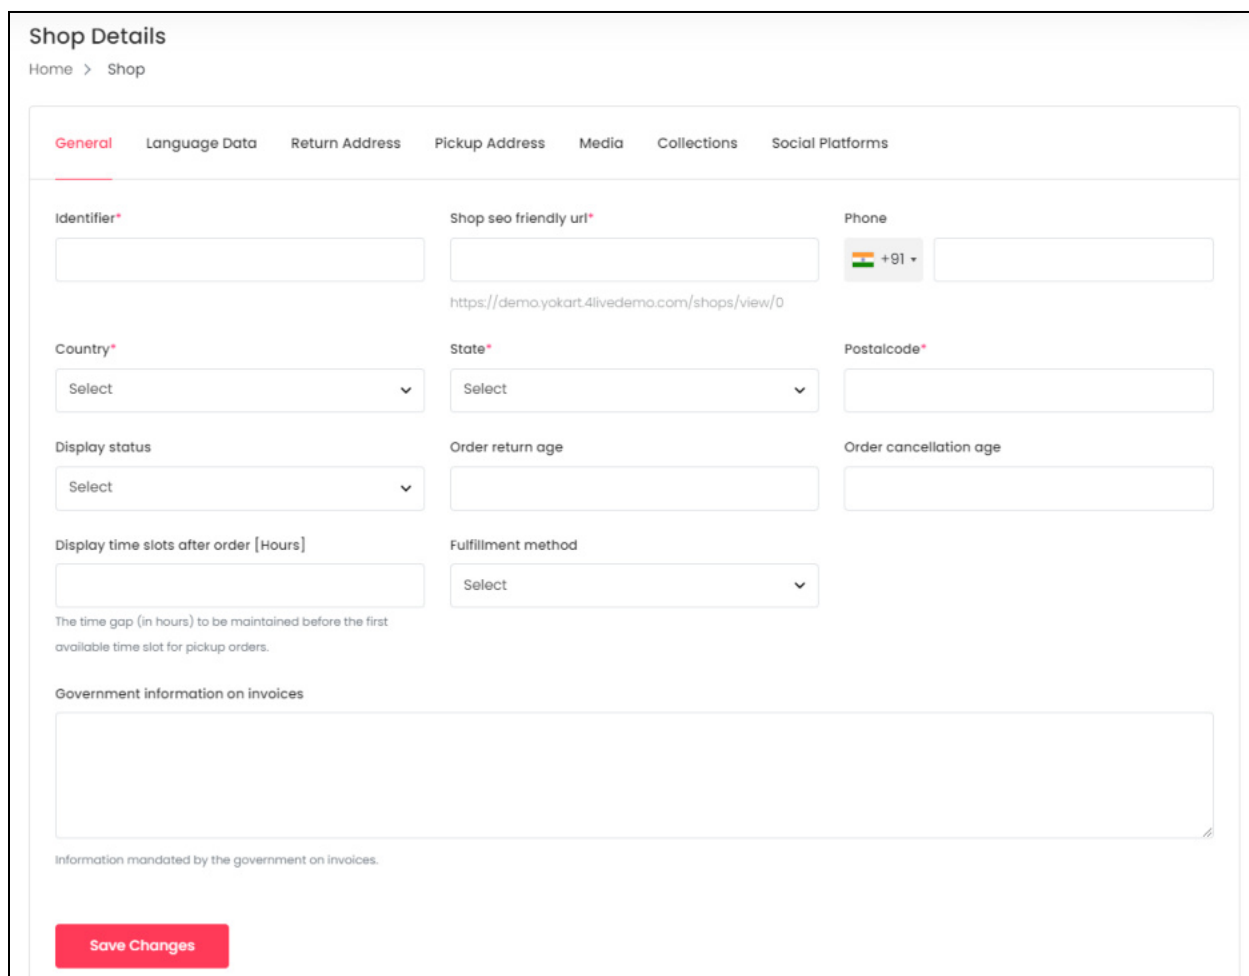 Shop Details
Home > Shop
General Language Data Return Address Pickup Address Media Collections Social Platforms
Identifier* Shop seo friendly url* Phone
+91
https://demo.yokart.4livedemo.com/shops/view/0
Country* State* Postalcode*
Select Select
Display status Order return age Order cancellation age
Select
Display time slots after order [Hours] Fulfillment method
Select
The time gap (in hours) to be maintained before the first
available time slot for pickup orders.
Government information on invoices
Information mandated by the government on invoices.
Save Changes